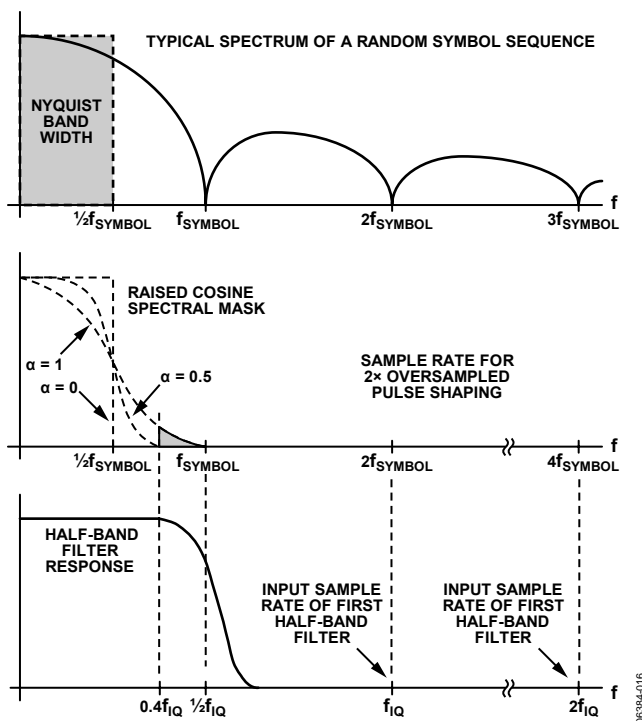 TYPICAL SPECTRUM OF A RANDOM SYMBOL SEQUENCE
NYQUIST
BAND
WIDTH
f
½fSYMBOL
fSYMBOL
2fSYMBOL
3fSYMBOL
RAISED COSINE
SPECTRAL MASK
α = 1
α = 0
α = 0.5
SAMPLE RATE FOR
2× OVERSAMPLED
PULSE SHAPING
f
½fSYMBOL
fSYMBOL
2fSYMBOL
4fSYMBOL
HALF-BAND
FILTER
RESPONSE
INPUT SAMPLE
RATE OF FIRST
HALF-BAND
FILTER
INPUT SAMPLE
RATE OF FIRST
HALF-BAND
FILTER
f
0.4fIQ
½fIQ
fIQ
2fIQ